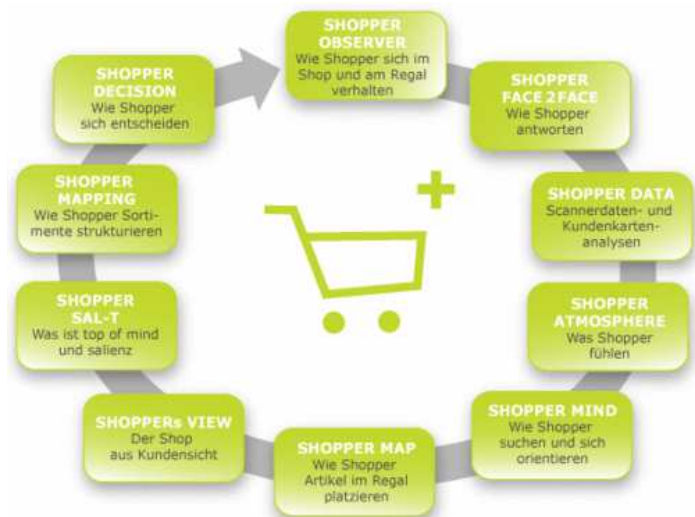 SHOPPER
OBSERVER
Wie Shopper sich im
Shop und am Regal
verhalten
SHOPPER
FACE 2FACE
Wie Shopper
antworten
SHOPPER DATA
Scannerdaten- und
Kundenkarten-
analysen
SHOPPER
ATMOSPHERE
Was Shopper
fühlen
SHOPPER MIND
Wie Shopper
suchen und sich
orientieren
SHOPPER MAP
Wie Shopper
Artikel im Regal
platzieren
SHOPPERs VIEW
Der Shop
aus Kundensicht
SHOPPER
SAL-T
Was ist top of mind
und salienz
SHOPPER
MAPPING
Wie Shopper Sorti-
mente strukturieren
SHOPPER
DECISION
Wie Shopper
sich entscheiden